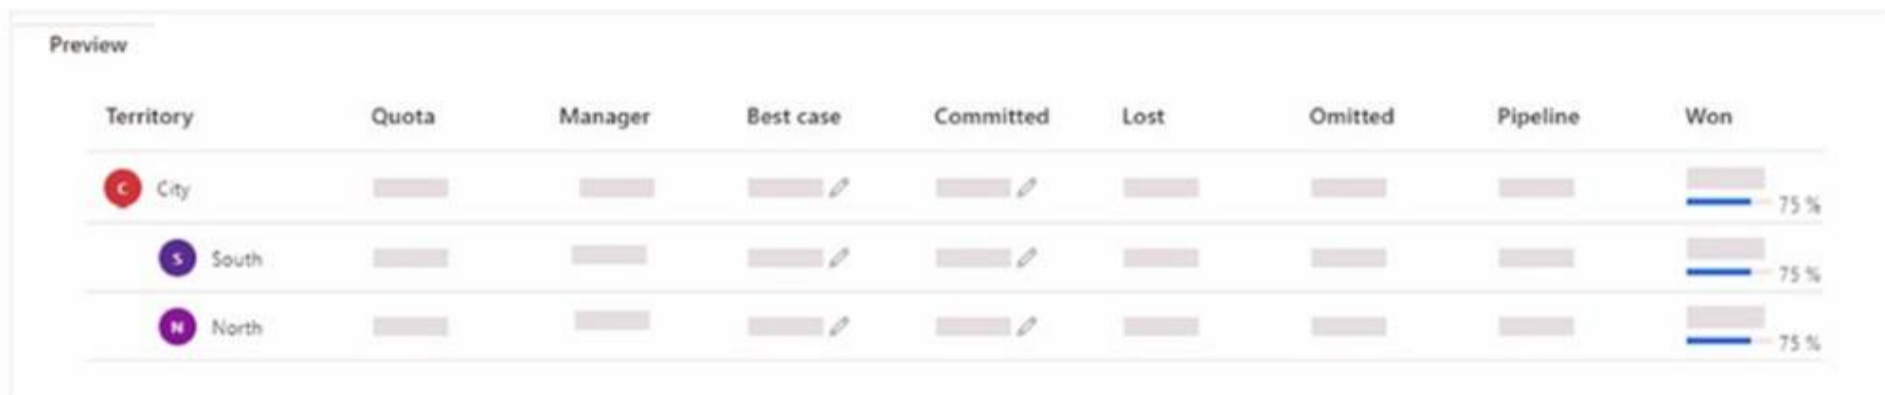 Preview
Territory Quota Manager Best case Committed Lost Omitted Pipeline Won
C City 75 %
S South 75 %
N North 75 %